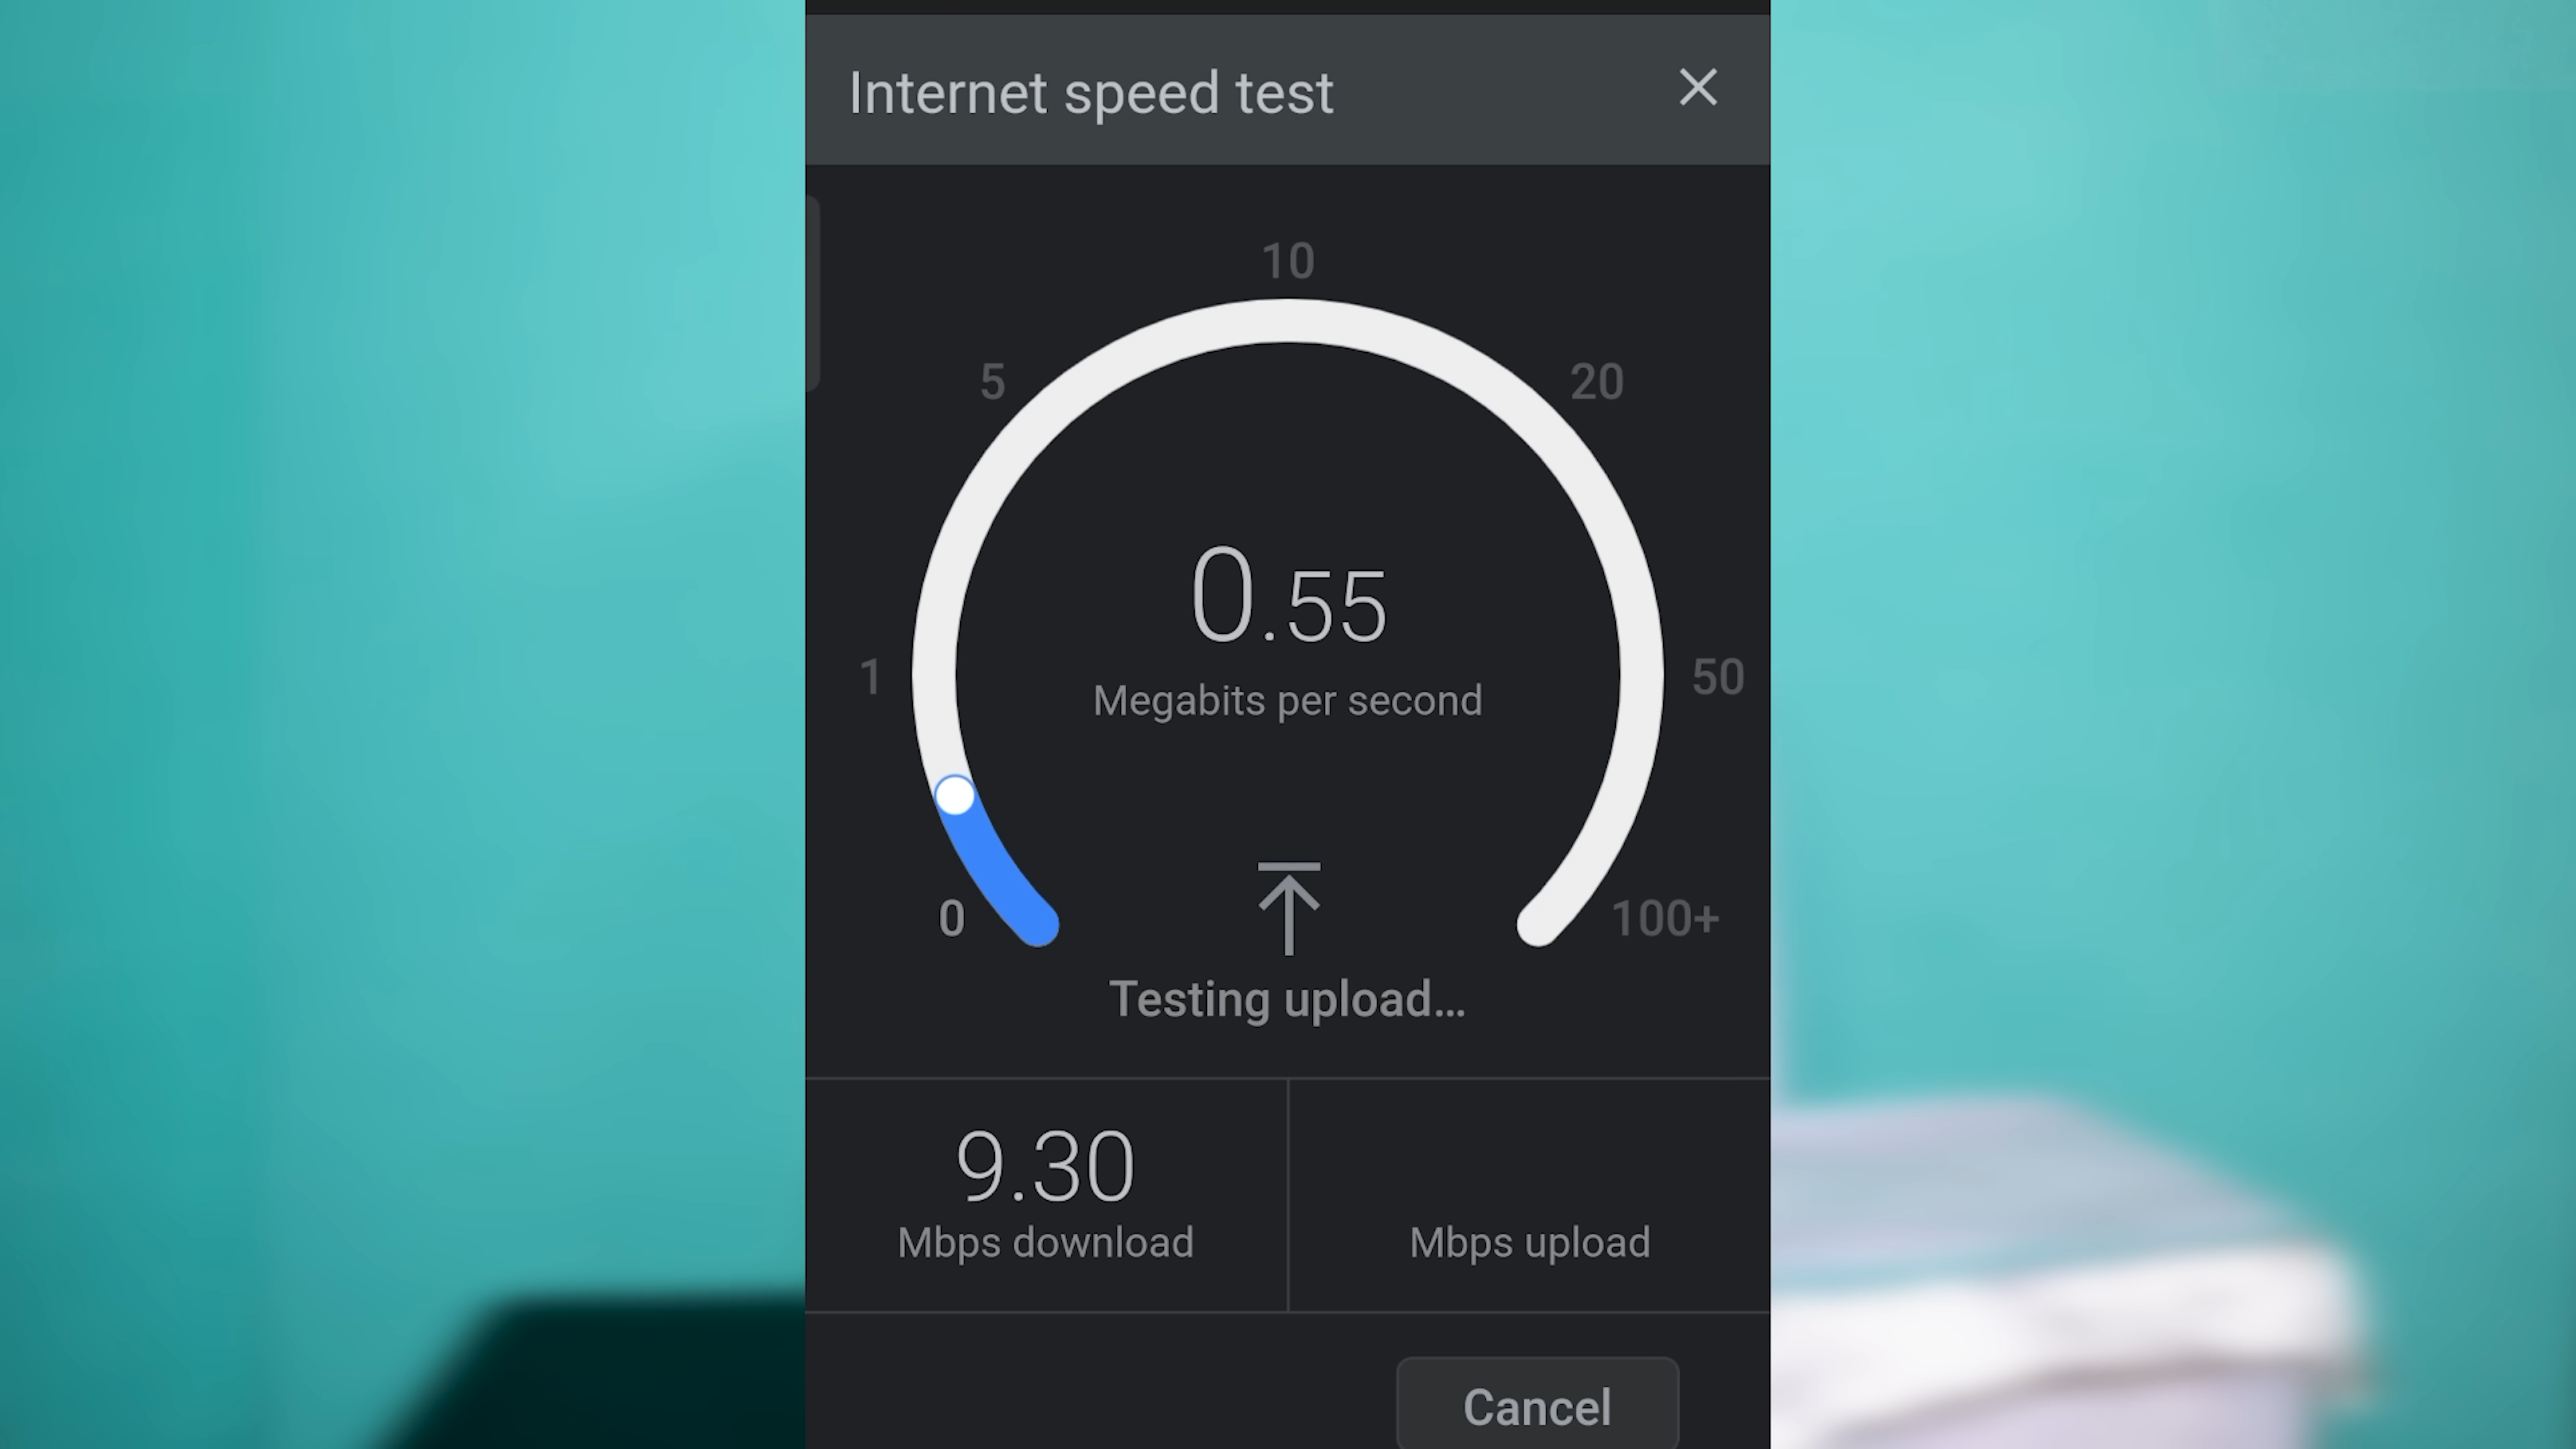 Internet speed test
10
5
20
0.55
1
50
Megabits per second
0
100+
Testing upload...
9.30
Mbps download
Mbps upload
Cancel